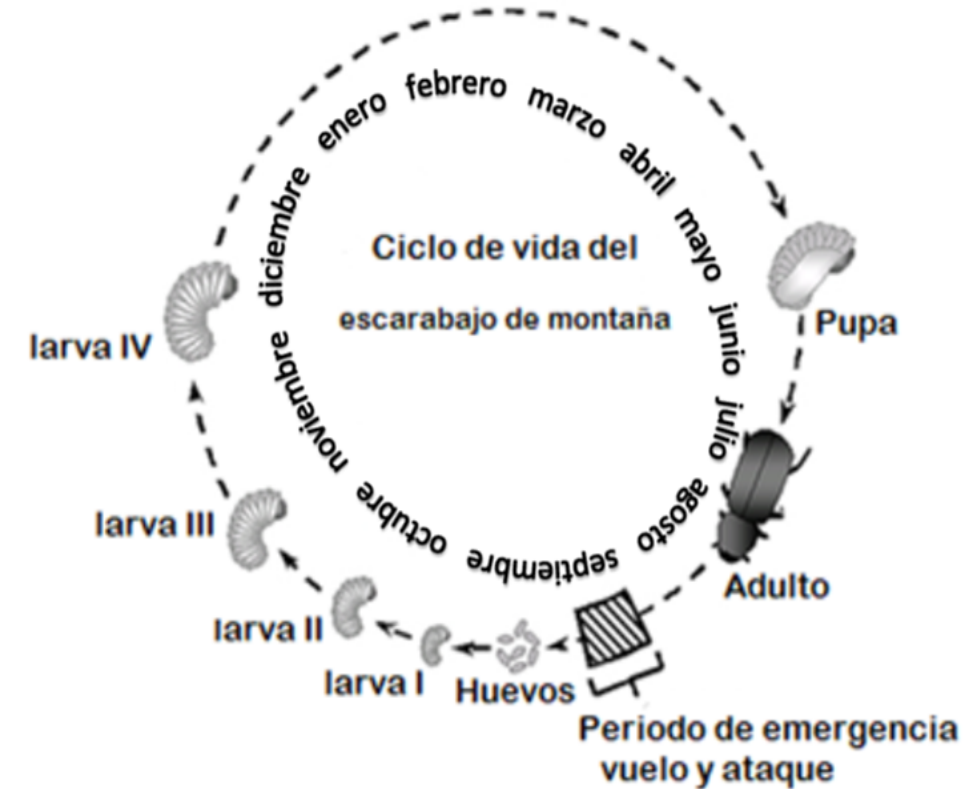 Ciclo de vida del
escarabajo de montaña
enero
febrero
marzo
abril
mayo
junio
julio
agosto
septiembre
octubre
noviembre
diciembre
Pupa
Adulto
Periodo de emergencia
vuelo y ataque
Huevos
larva I
larva II
larva III
larva IV